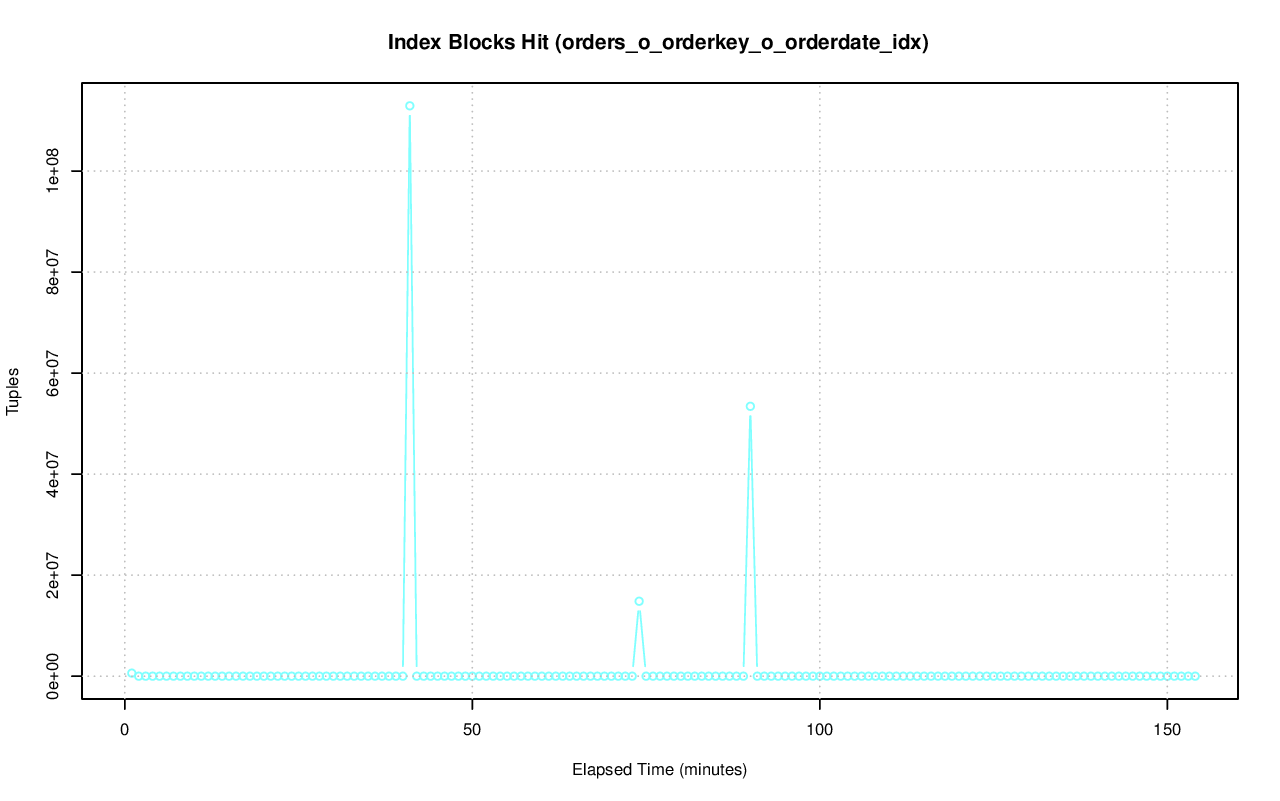 Index Blocks Hit (orders_o_orderkey_o_orderdate_idx)
Tuples
1e+08
8e+07
6e+07
4e+07
2e+07
0e+00
0 50 100 150
Elapsed Time (minutes)